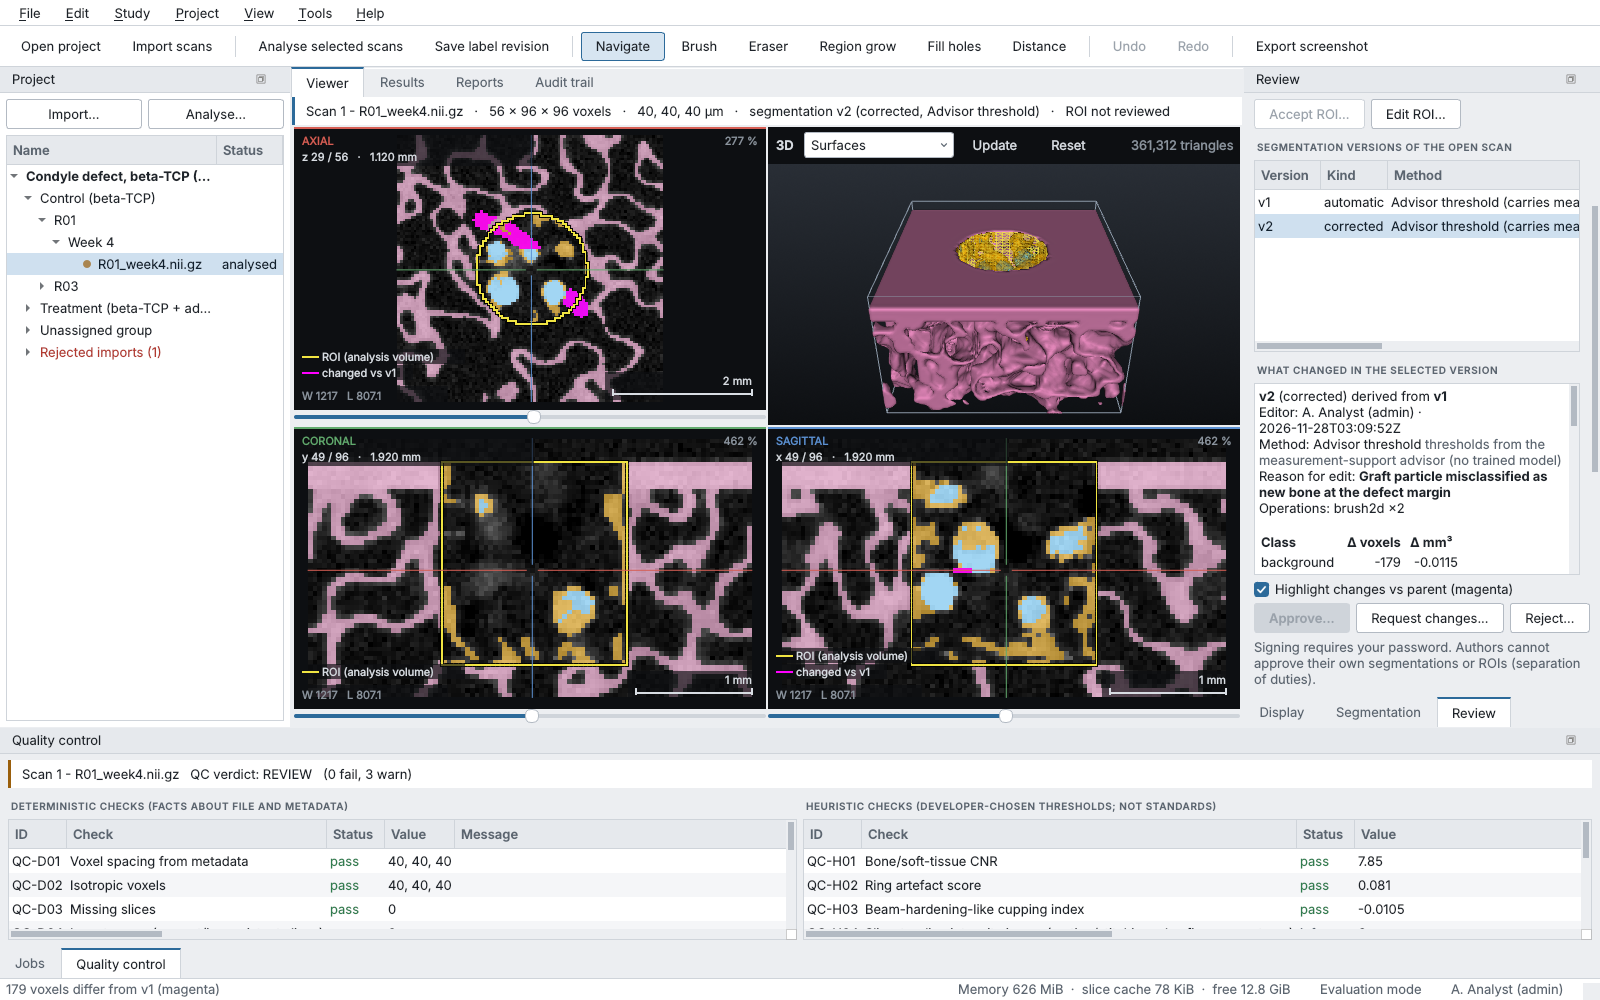 File Edit Study Project View Tools Help
Open project Import scans Analyse selected scans Save label revision Navigate Brush Eraser Region grow Fill holes Distance Undo Redo Export screenshot
Project
Import... Analyse...
Name Status
Condyle defect, beta-TCP (...
Control (beta-TCP)
R01
Week 4
R01_week4.nii.gz analysed
R03
Treatment (beta-TCP + ad...
Unassigned group
Rejected imports (1)
Viewer Results Reports Audit trail
Scan 1 - R01_week4.nii.gz · 56 × 96 × 96 voxels · 40, 40, 40 µm · segmentation v2 (corrected, Advisor threshold) · ROI not reviewed
AXIAL 277 %
z 29 / 56 · 1.120 mm
ROI (analysis volume)
changed vs v1
2 mm
W 1217 L 807.1
3D Surfaces Update Reset 361,312 triangles
CORONAL 462 %
y 49 / 96 · 1.920 mm
ROI (analysis volume)
1 mm
W 1217 L 807.1
SAGITTAL 462 %
x 49 / 96 · 1.920 mm
ROI (analysis volume)
changed vs v1
1 mm
W 1217 L 807.1
Review
Accept ROI... Edit ROI...
SEGMENTATION VERSIONS OF THE OPEN SCAN
Version Kind Method
v1 automatic Advisor threshold (carries mea
v2 corrected Advisor threshold (carries mea
WHAT CHANGED IN THE SELECTED VERSION
v2 (corrected) derived from v1
Editor: A. Analyst (admin) ·
2026-11-28T03:09:52Z
Method: Advisor threshold thresholds from the
measurement-support advisor (no trained model)
Reason for edit: Graft particle misclassified as
new bone at the defect margin
Operations: brush2d ×2
Class Δ voxels Δ mm³
background -179 -0.0115
Highlight changes vs parent (magenta)
Approve... Request changes... Reject...
Signing requires your password. Authors cannot
approve their own segmentations or ROIs (separation
of duties).
Display Segmentation Review
Quality control
Scan 1 - R01_week4.nii.gz QC verdict: REVIEW (0 fail, 3 warn)
DETERMINISTIC CHECKS (FACTS ABOUT FILE AND METADATA)
ID Check Status Value Message
QC-D01 Voxel spacing from metadata pass 40, 40, 40
QC-D02 Isotropic voxels pass 40, 40, 40
QC-D03 Missing slices pass 0
HEURISTIC CHECKS (DEVELOPER-CHOSEN THRESHOLDS; NOT STANDARDS)
ID Check Status Value
QC-H01 Bone/soft-tissue CNR pass 7.85
QC-H02 Ring artefact score pass 0.081
QC-H03 Beam-hardening-like cupping index pass -0.0105
Jobs Quality control
179 voxels differ from v1 (magenta) Memory 626 MiB · slice cache 78 KiB · free 12.8 GiB Evaluation mode A. Analyst (admin)